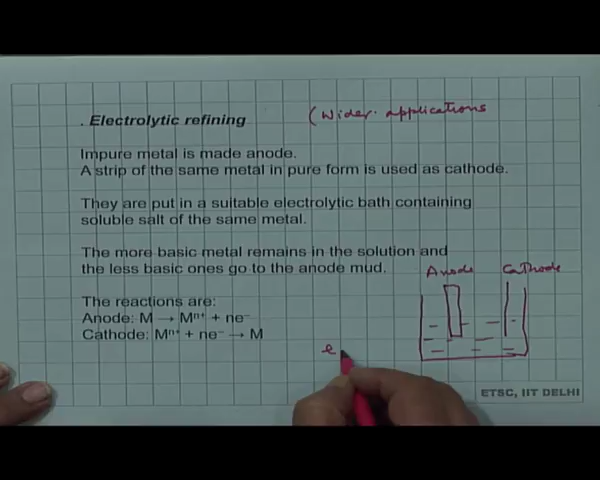 . Electrolytic refining (Wider applications
Impure metal is made anode.
A strip of the same metal in pure form is used as cathode.
They are put in a suitable electrolytic bath containing
soluble salt of the same metal.
The more basic metal remains in the solution and
the less basic ones go to the anode mud.
Anode Cathode
The reactions are:
Anode: M → Mⁿ⁺ + ne⁻
Cathode: Mⁿ⁺ + ne⁻ → M
e
ETSC, IIT DELHI